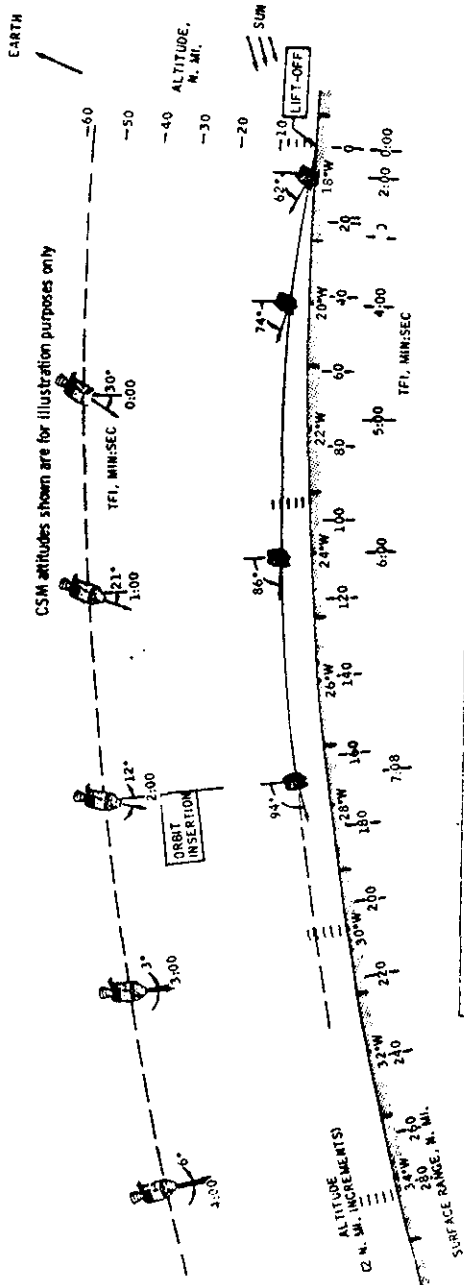 EARTH
SUN
CSM attitudes shown are for illustration purposes only
ALTITUDE,
N. MI.
60
50
40
30
20
10
LIFT-OFF
30°
0:00
TFI, MIN:SEC
21°
1:00
12°
2:00
ORBIT
INSERTION
3°
3:00
6°
62°
74°
86°
94°
18°W
20°W
22°W
24°W
26°W
28°W
30°W
32°W
34°W
0
20
40
60
80
100
120
140
160
180
200
220
240
260
280
0:00
2:00
4:00
5:00
6:00
7:08
TFI, MIN:SEC
ALTITUDE
(2 N. MI. INCREMENTS)
SURFACE RANGE, N. MI.